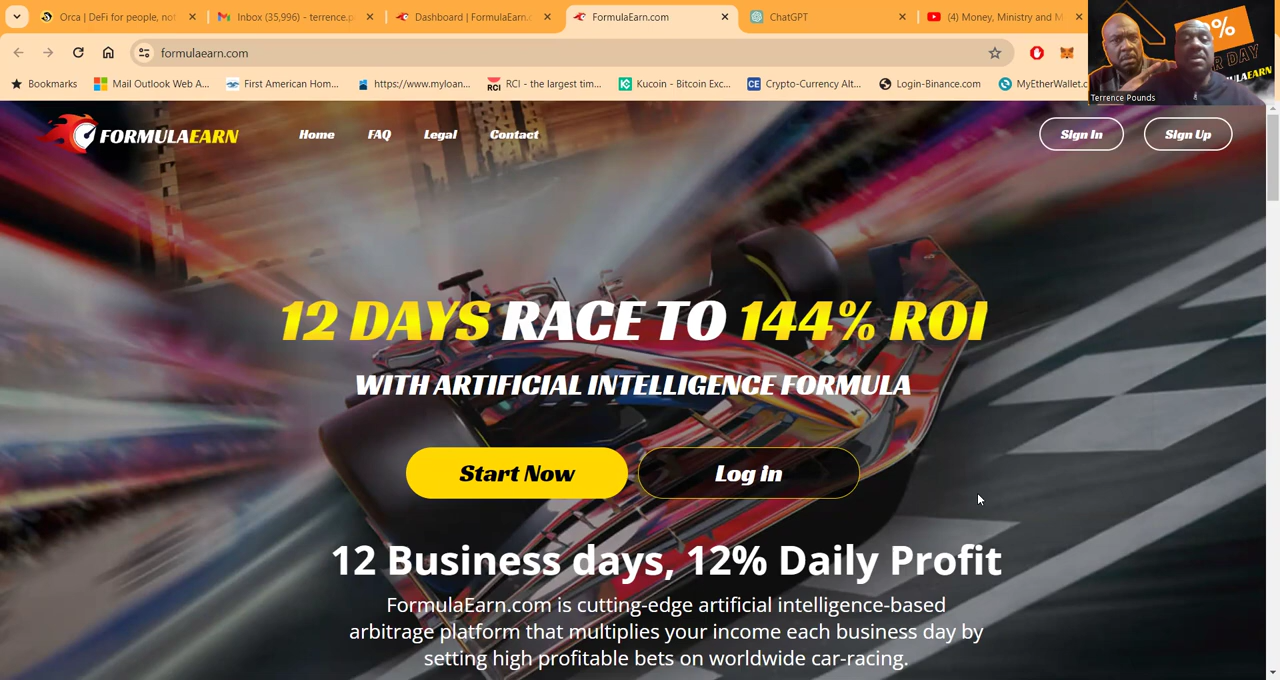 Orca | DeFi for people, not
Inbox (35,996) - terrence.p
Dashboard | FormulaEarn.
FormulaEarn.com
ChatGPT
(4) Money, Ministry and M
formulaearn.com
Bookmarks
Mail Outlook Web A...
First American Hom...
https://www.myloan...
RCI
RCI - the largest tim...
Kucoin - Bitcoin Exc...
CE
Crypto-Currency Alt...
Login-Binance.com
MyEtherWallet.c
%
R DAY
ULAEARN
Terrence Pounds
FORMULAEARN
Home
FAQ
Legal
Contact
Sign In
Sign Up
12 DAYS RACE TO 144% ROI
WITH ARTIFICIAL INTELLIGENCE FORMULA
Start Now
Log in
12 Business days, 12% Daily Profit
FormulaEarn.com is cutting-edge artificial intelligence-based
arbitrage platform that multiplies your income each business day by
setting high profitable bets on worldwide car-racing.